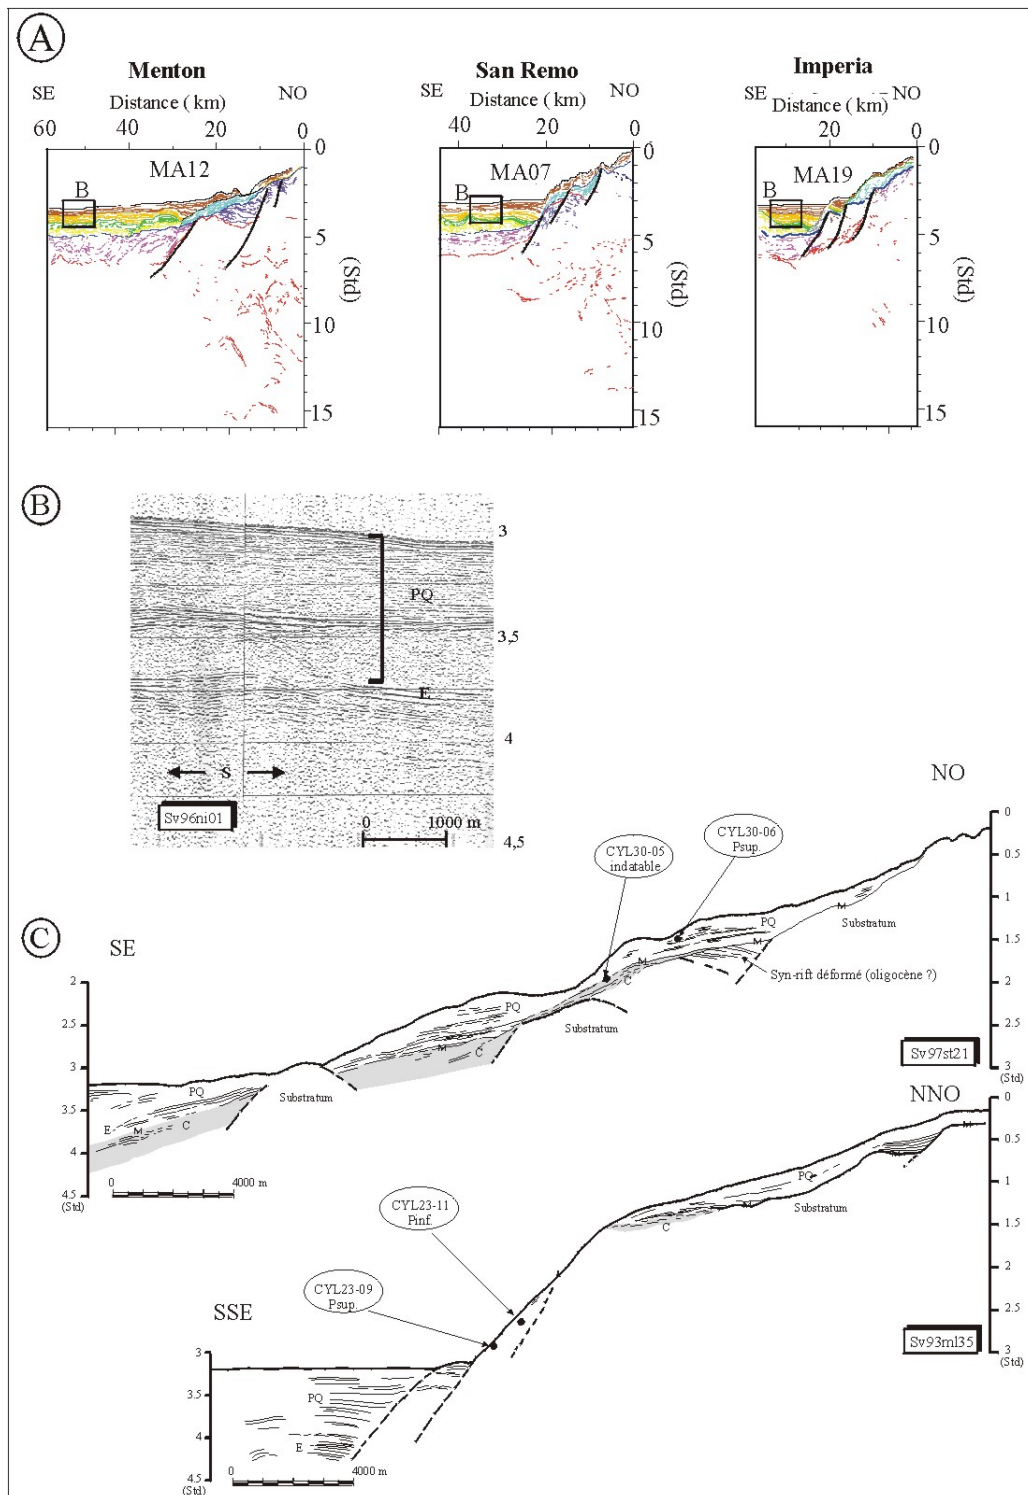 A
Menton
SE
NO
Distance ( km)
60 40 20 0
MA12
B
0
5
10
15
(Std)
San Remo
SE
NO
Distance ( km)
40 20 0
MA07
B
0
5
10
15
(Std)
Imperia
SE
NO
Distance ( km)
20 0
MA19
B
0
5
10
15
(Std)
B
3
PQ
3,5
E
4
S
Sv96ni01
0 1000 m
4,5
C
NO
SE
CYL30-06
Psup.
CYL30-05
indatable
0
0.5
1
1.5
2
2.5
3
(Std)
M
Substratum
PQ
M
M
C
Syn-rift déformé (oligocène ?)
Substratum
Sv97st21
2
2.5
3
3.5
4
4.5
(Std)
PQ
M
C
Substratum
PQ
E
M
C
0 4000 m
NNO
0
0.5
1
1.5
2
2.5
3
(Std)
M
M
PQ
M
Substratum
C
CYL23-11
Pinf.
CYL23-09
Psup.
SSE
Sv93ml35
3
3.5
4
4.5
(Std)
PQ
E
0 4000 m